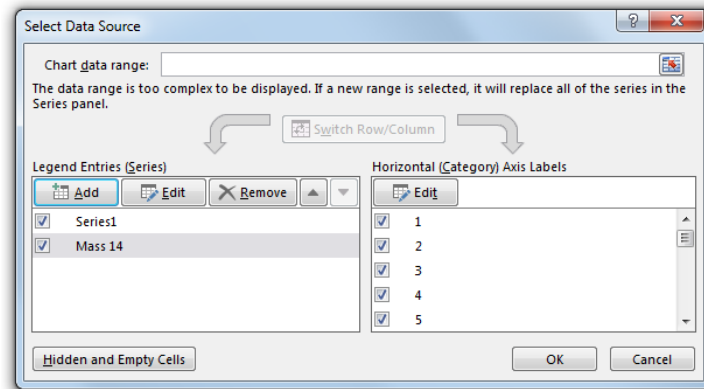 Select Data Source
Chart data range:
The data range is too complex to be displayed. If a new range is selected, it will replace all of the series in the
Series panel.
Switch Row/Column
Legend Entries (Series)
Horizontal (Category) Axis Labels
Add Edit Remove
Edit
Series1
Mass 14
1
2
3
4
5
Hidden and Empty Cells
OK
Cancel